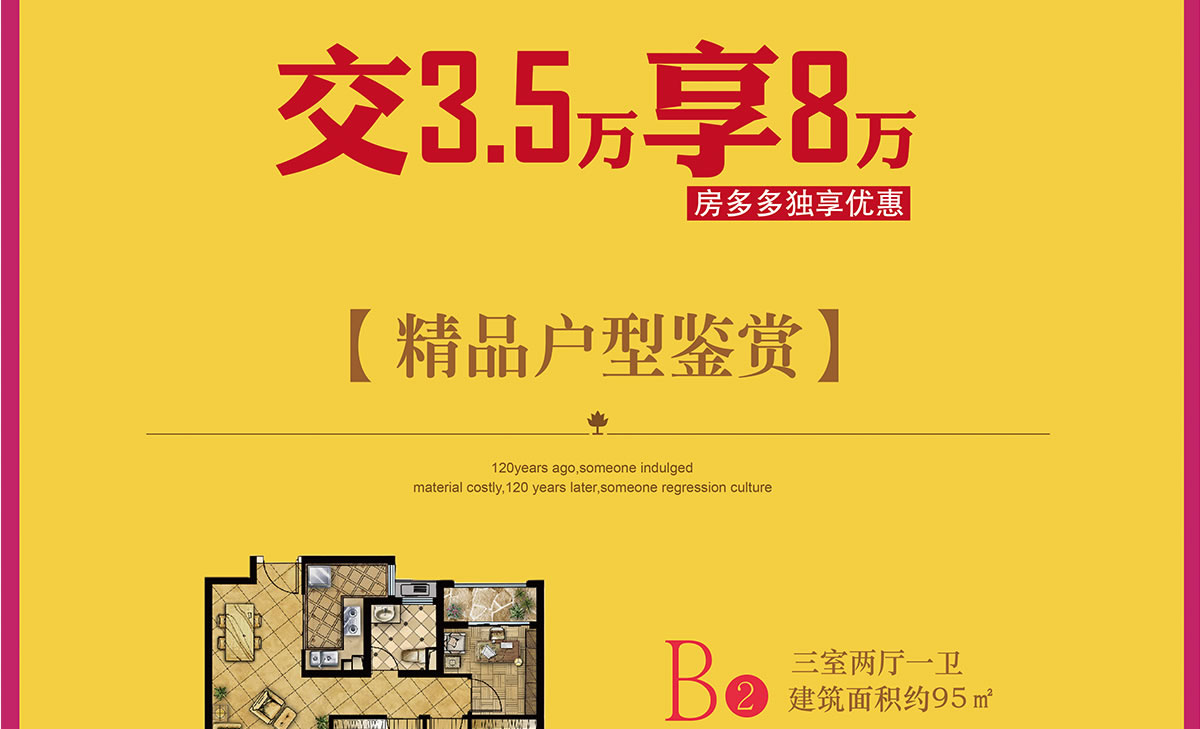 交3.5万享8万
房多多独享优惠
【精品户型鉴赏】
120years ago,someone indulged
material costly,120 years later,someone regression culture
B2
三室两厅一卫
建筑面积约95㎡